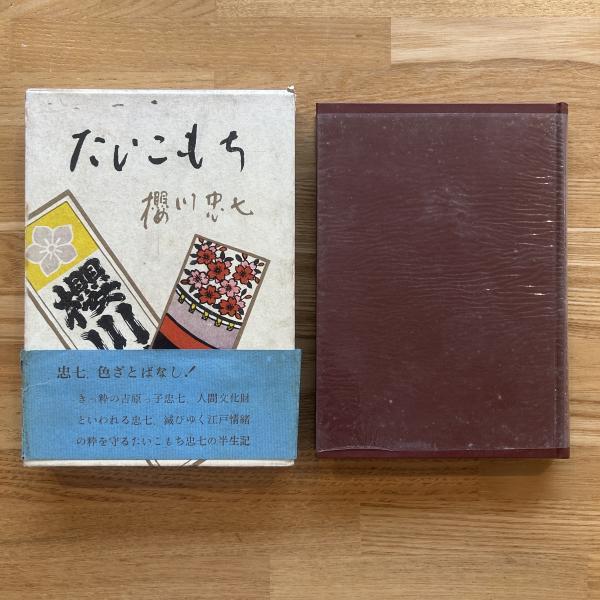 たいこもち
櫻川忠七
櫻川
忠七、色ざとばなし！
きっ粋の吉原っ子忠七、人間文化財
といわれる忠七、滅びゆく江戸情緒
の粋を守るたいこもち忠七の半生記